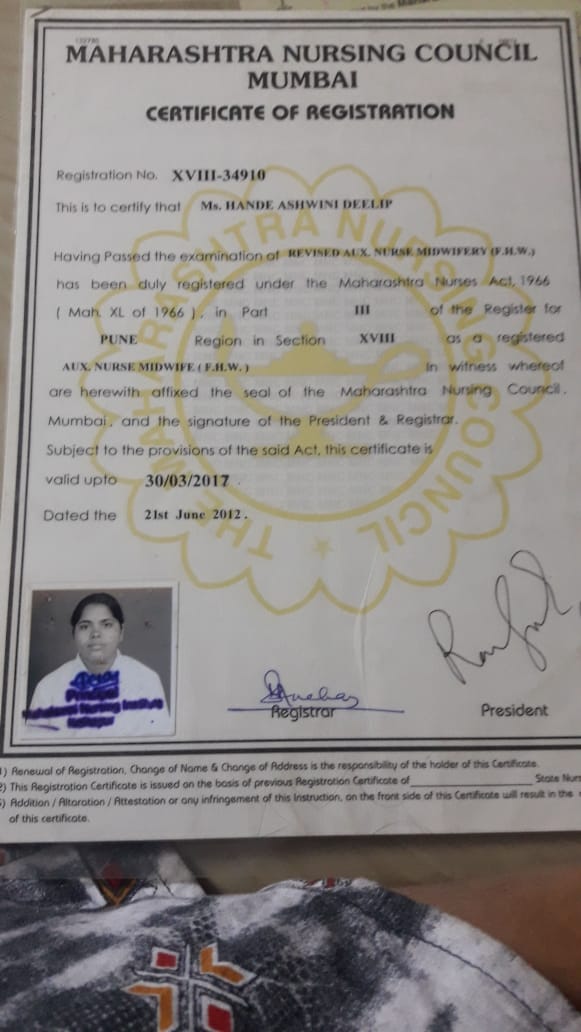 MAHARASHTRA NURSING COUNCIL
MUMBAI
CERTIFICATE OF REGISTRATION
Registration No. XVIII-34910
This is to certify that Ms. HANDE ASHWINI DEELIP
Having Passed the examination of REVISED AUX. NURSE MIDWIFERY (F.H.W.)
has been duly registered under the Maharashtra Nurses Act, 1966
( Mah. XL of 1966 ), in Part III of the Register for
PUNE Region in Section XVIII as a registered
AUX. NURSE MIDWIFE ( F.H.W. ) In witness whereof
are herewith affixed the seal of the Maharashtra Nursing Council.
Mumbai, and the signature of the President & Registrar.
Subject to the provisions of the said Act, this certificate is
valid upto 30/03/2017 .
Dated the 21st June 2012 .
THE MAHARASHTRA NURSING COUNCIL
Principal
Nursing Institute
Registrar
President
1) Renewal of Registration, Change of Name & Change of Address is the responsibility of the holder of this Certificate.
2) This Registration Certificate is issued on the basis of previous Registration Certificate of State Nurs
) Addition / Altaration / Attestation or any infringement of this Instruction, on the front side of this Certificate will result in the
of this certificate.